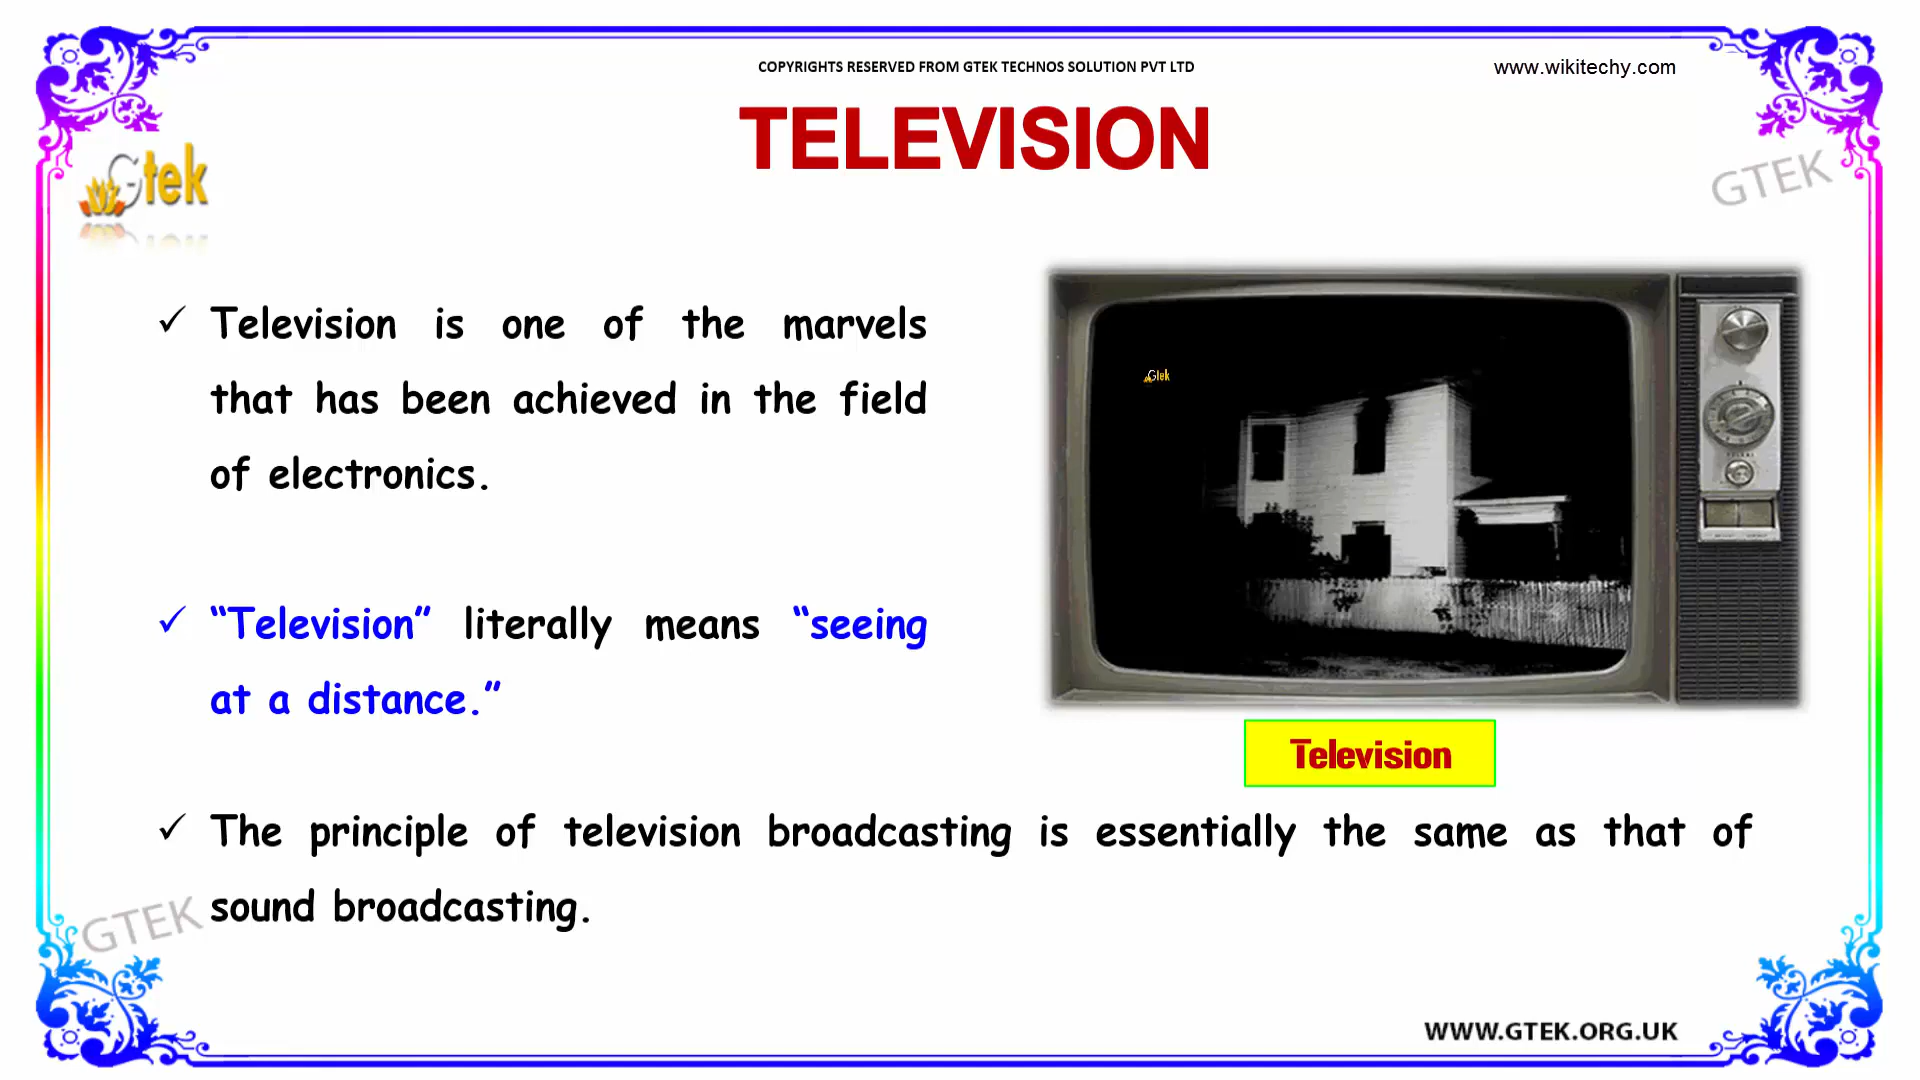 COPYRIGHTS RESERVED FROM GTEK TECHNOS SOLUTION PVT LTD
www.wikitechy.com
TELEVISION
Gtek
GTEK
✓ Television is one of the marvels
that has been achieved in the field
of electronics.
Gtek
✓ “Television” literally means “seeing
at a distance.”
Television
✓ The principle of television broadcasting is essentially the same as that of
sound broadcasting.
GTEK
WWW.GTEK.ORG.UK